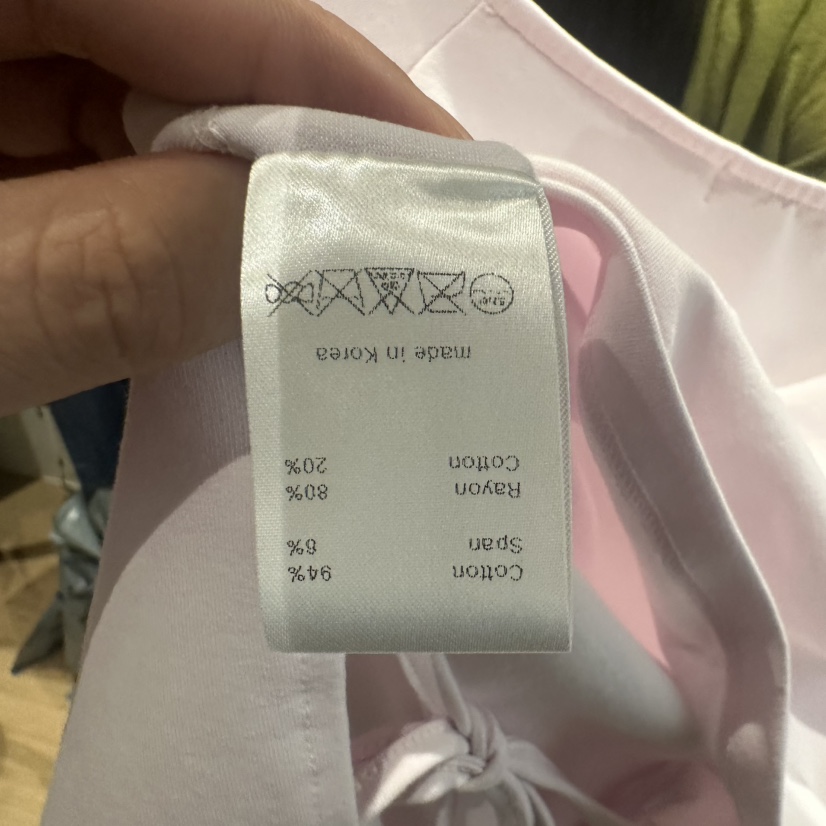 Cotton 94%
Span 6%
Rayon 80%
Cotton 20%
made in Korea